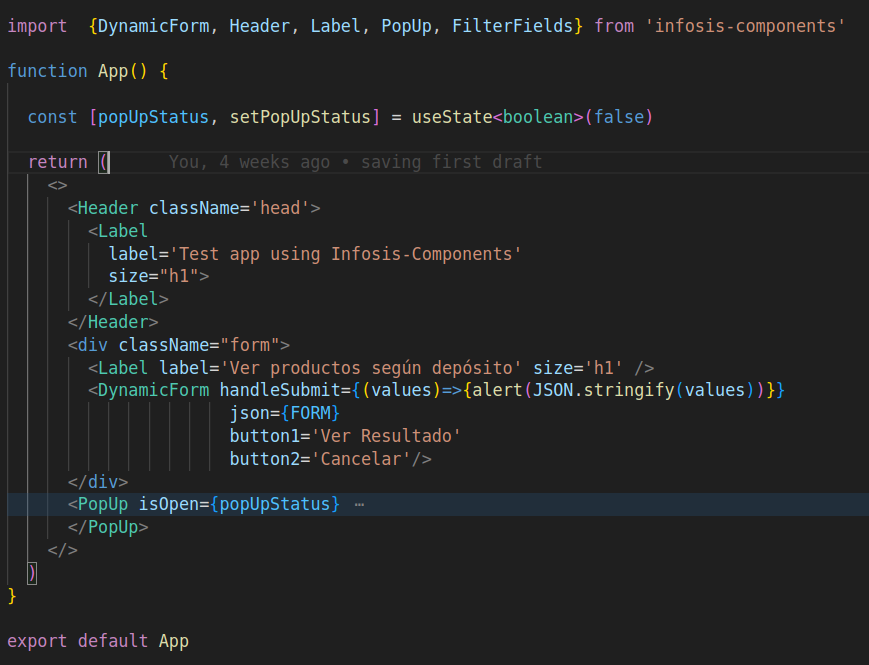 import  {DynamicForm, Header, Label, PopUp, FilterFields} from 'infosis-components'
function App() {
const [popUpStatus, setPopUpStatus] = useState<boolean>(false)
return (      You, 4 weeks ago • saving first draft
<>
<Header className='head'>
<Label
label='Test app using Infosis-Components'
size="h1">
</Label>
</Header>
<div className="form">
<Label label='Ver productos según depósito' size='h1' />
<DynamicForm handleSubmit={(values)=>{alert(JSON.stringify(values))}}
json={FORM}
button1='Ver Resultado'
button2='Cancelar'/>
</div>
<PopUp isOpen={popUpStatus} ⋯
</PopUp>
</>
)
}
export default App